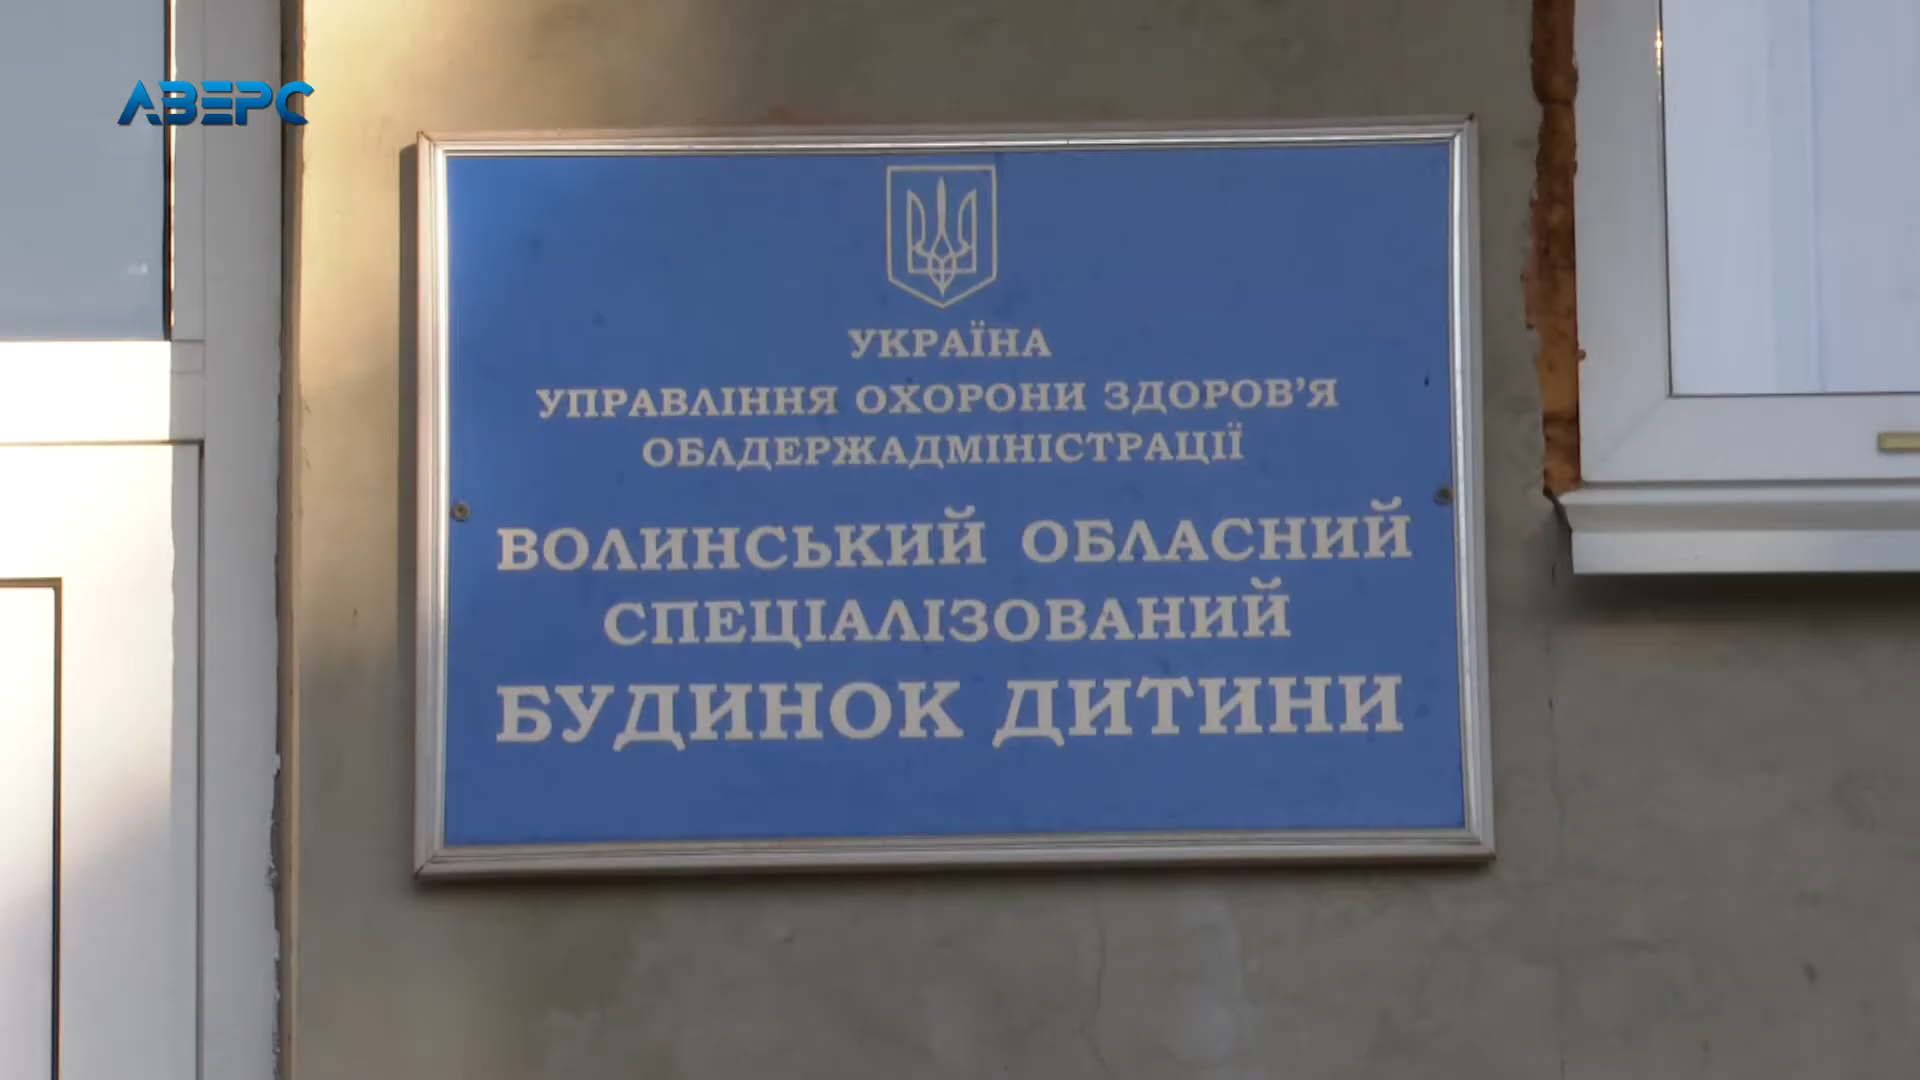 АВЕРС
УКРАЇНА
УПРАВЛІННЯ ОХОРОНИ ЗДОРОВ’Я
ОБЛДЕРЖАДМІНІСТРАЦІЇ
ВОЛИНСЬКИЙ ОБЛАСНИЙ
СПЕЦІАЛІЗОВАНИЙ
БУДИНОК ДИТИНИ